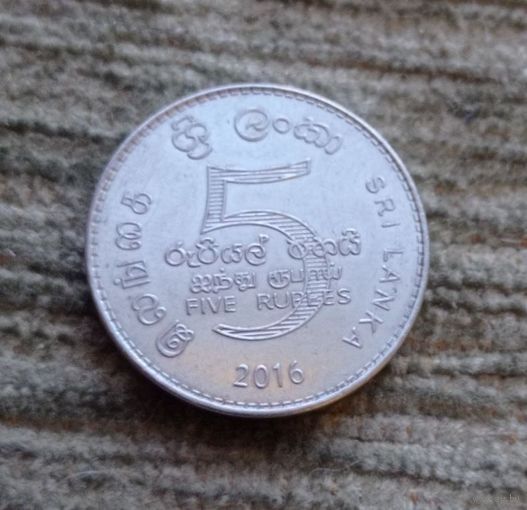 ශ්‍රී ලංකා
இலங்கை
SRI LANKA
5
රුපියල් පහයි
ஐந்து ரூபாய்
FIVE RUPEES
2016